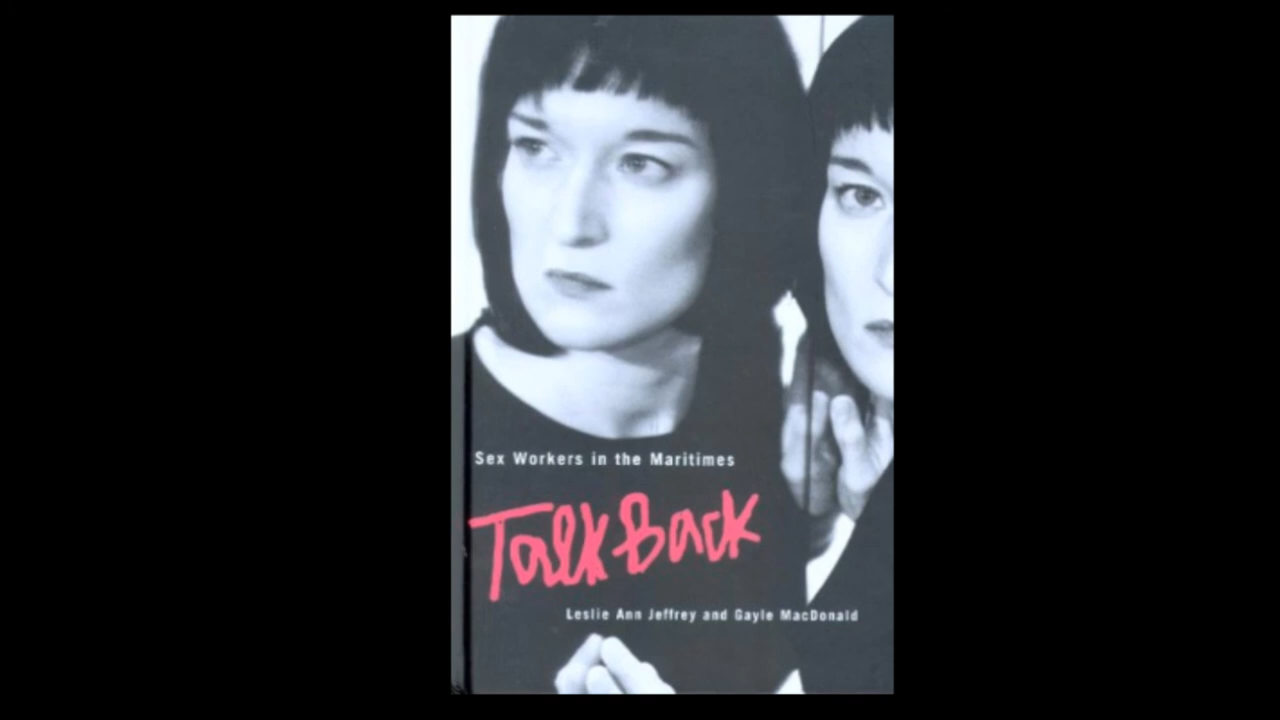 Sex Workers in the Maritimes
Talk Back
Leslie Ann Jeffrey and Gayle MacDonald